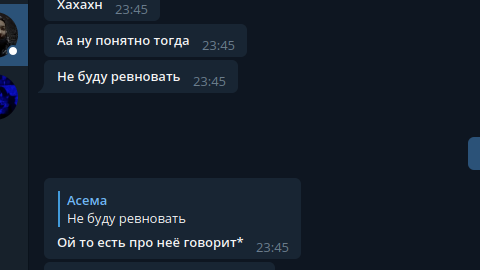 Хахахн 23:45
Аа ну понятно тогда 23:45
Не буду ревновать 23:45
Асема
Не буду ревновать
Ой то есть про неё говорит* 23:45